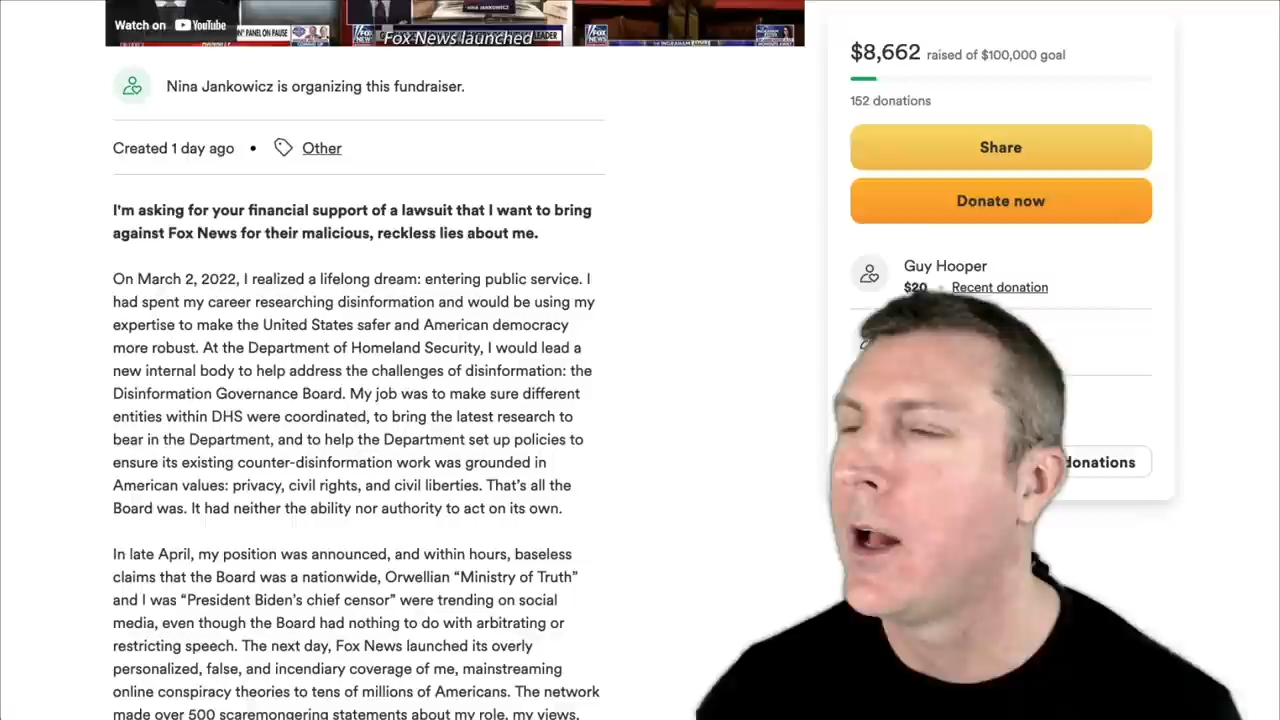 Watch on YouTube
NINA JANKOWICZ
PANEL ON PAUSE
Fox News launched
LEADER
Nina Jankowicz is organizing this fundraiser.
Created 1 day ago • Other
I'm asking for your financial support of a lawsuit that I want to bring
against Fox News for their malicious, reckless lies about me.
On March 2, 2022, I realized a lifelong dream: entering public service. I
had spent my career researching disinformation and would be using my
expertise to make the United States safer and American democracy
more robust. At the Department of Homeland Security, I would lead a
new internal body to help address the challenges of disinformation: the
Disinformation Governance Board. My job was to make sure different
entities within DHS were coordinated, to bring the latest research to
bear in the Department, and to help the Department set up policies to
ensure its existing counter-disinformation work was grounded in
American values: privacy, civil rights, and civil liberties. That's all the
Board was. It had neither the ability nor authority to act on its own.
In late April, my position was announced, and within hours, baseless
claims that the Board was a nationwide, Orwellian “Ministry of Truth”
and I was “President Biden's chief censor” were trending on social
media, even though the Board had nothing to do with arbitrating or
restricting speech. The next day, Fox News launched its overly
personalized, false, and incendiary coverage of me, mainstreaming
online conspiracy theories to tens of millions of Americans. The network
made over 500 scaremongering statements about my role, my views,
$8,662 raised of $100,000 goal
152 donations
Share
Donate now
Guy Hooper
$20 • Recent donation
donations